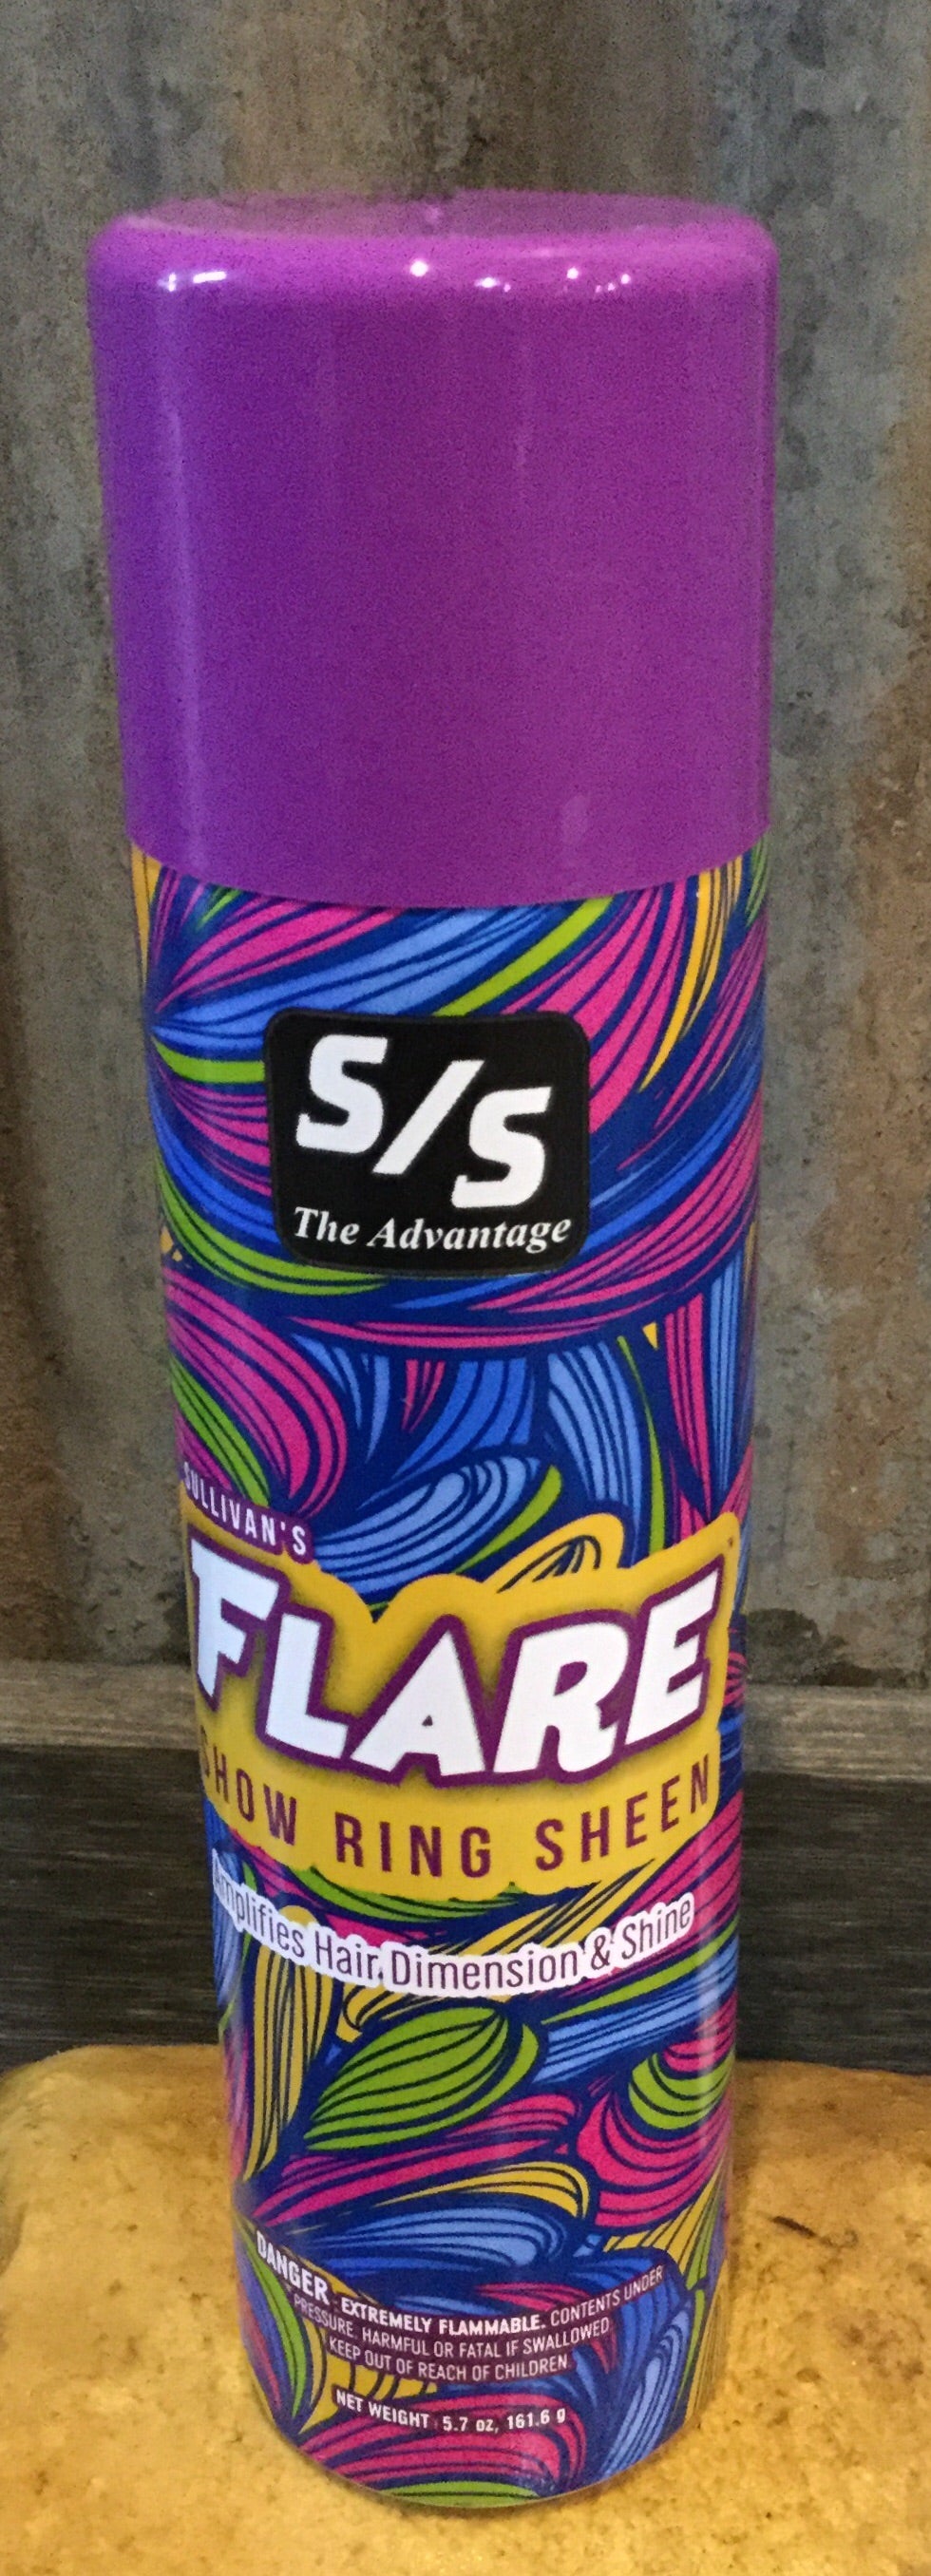 S/S
The Advantage
SULLIVAN'S
FLARE
SHOW RING SHEEN
Amplifies Hair Dimension & Shine
DANGER: EXTREMELY FLAMMABLE. CONTENTS UNDER
PRESSURE. HARMFUL OR FATAL IF SWALLOWED.
KEEP OUT OF REACH OF CHILDREN.
NET WEIGHT: 5.7 oz, 161.6 g